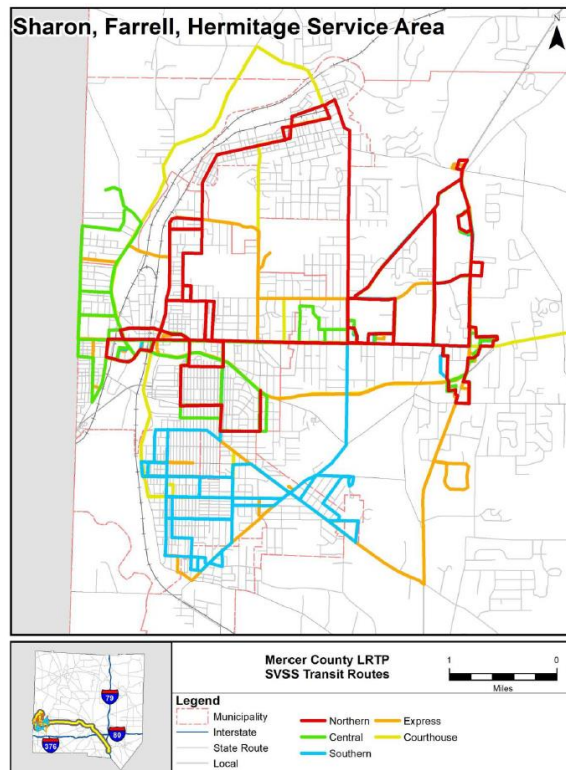 Sharon, Farrell, Hermitage Service Area
N
Mercer County LRTP
SVSS Transit Routes
1
0
Miles
Legend
Municipality
Interstate
State Route
Local
Northern
Central
Southern
Express
Courthouse
79
80
376